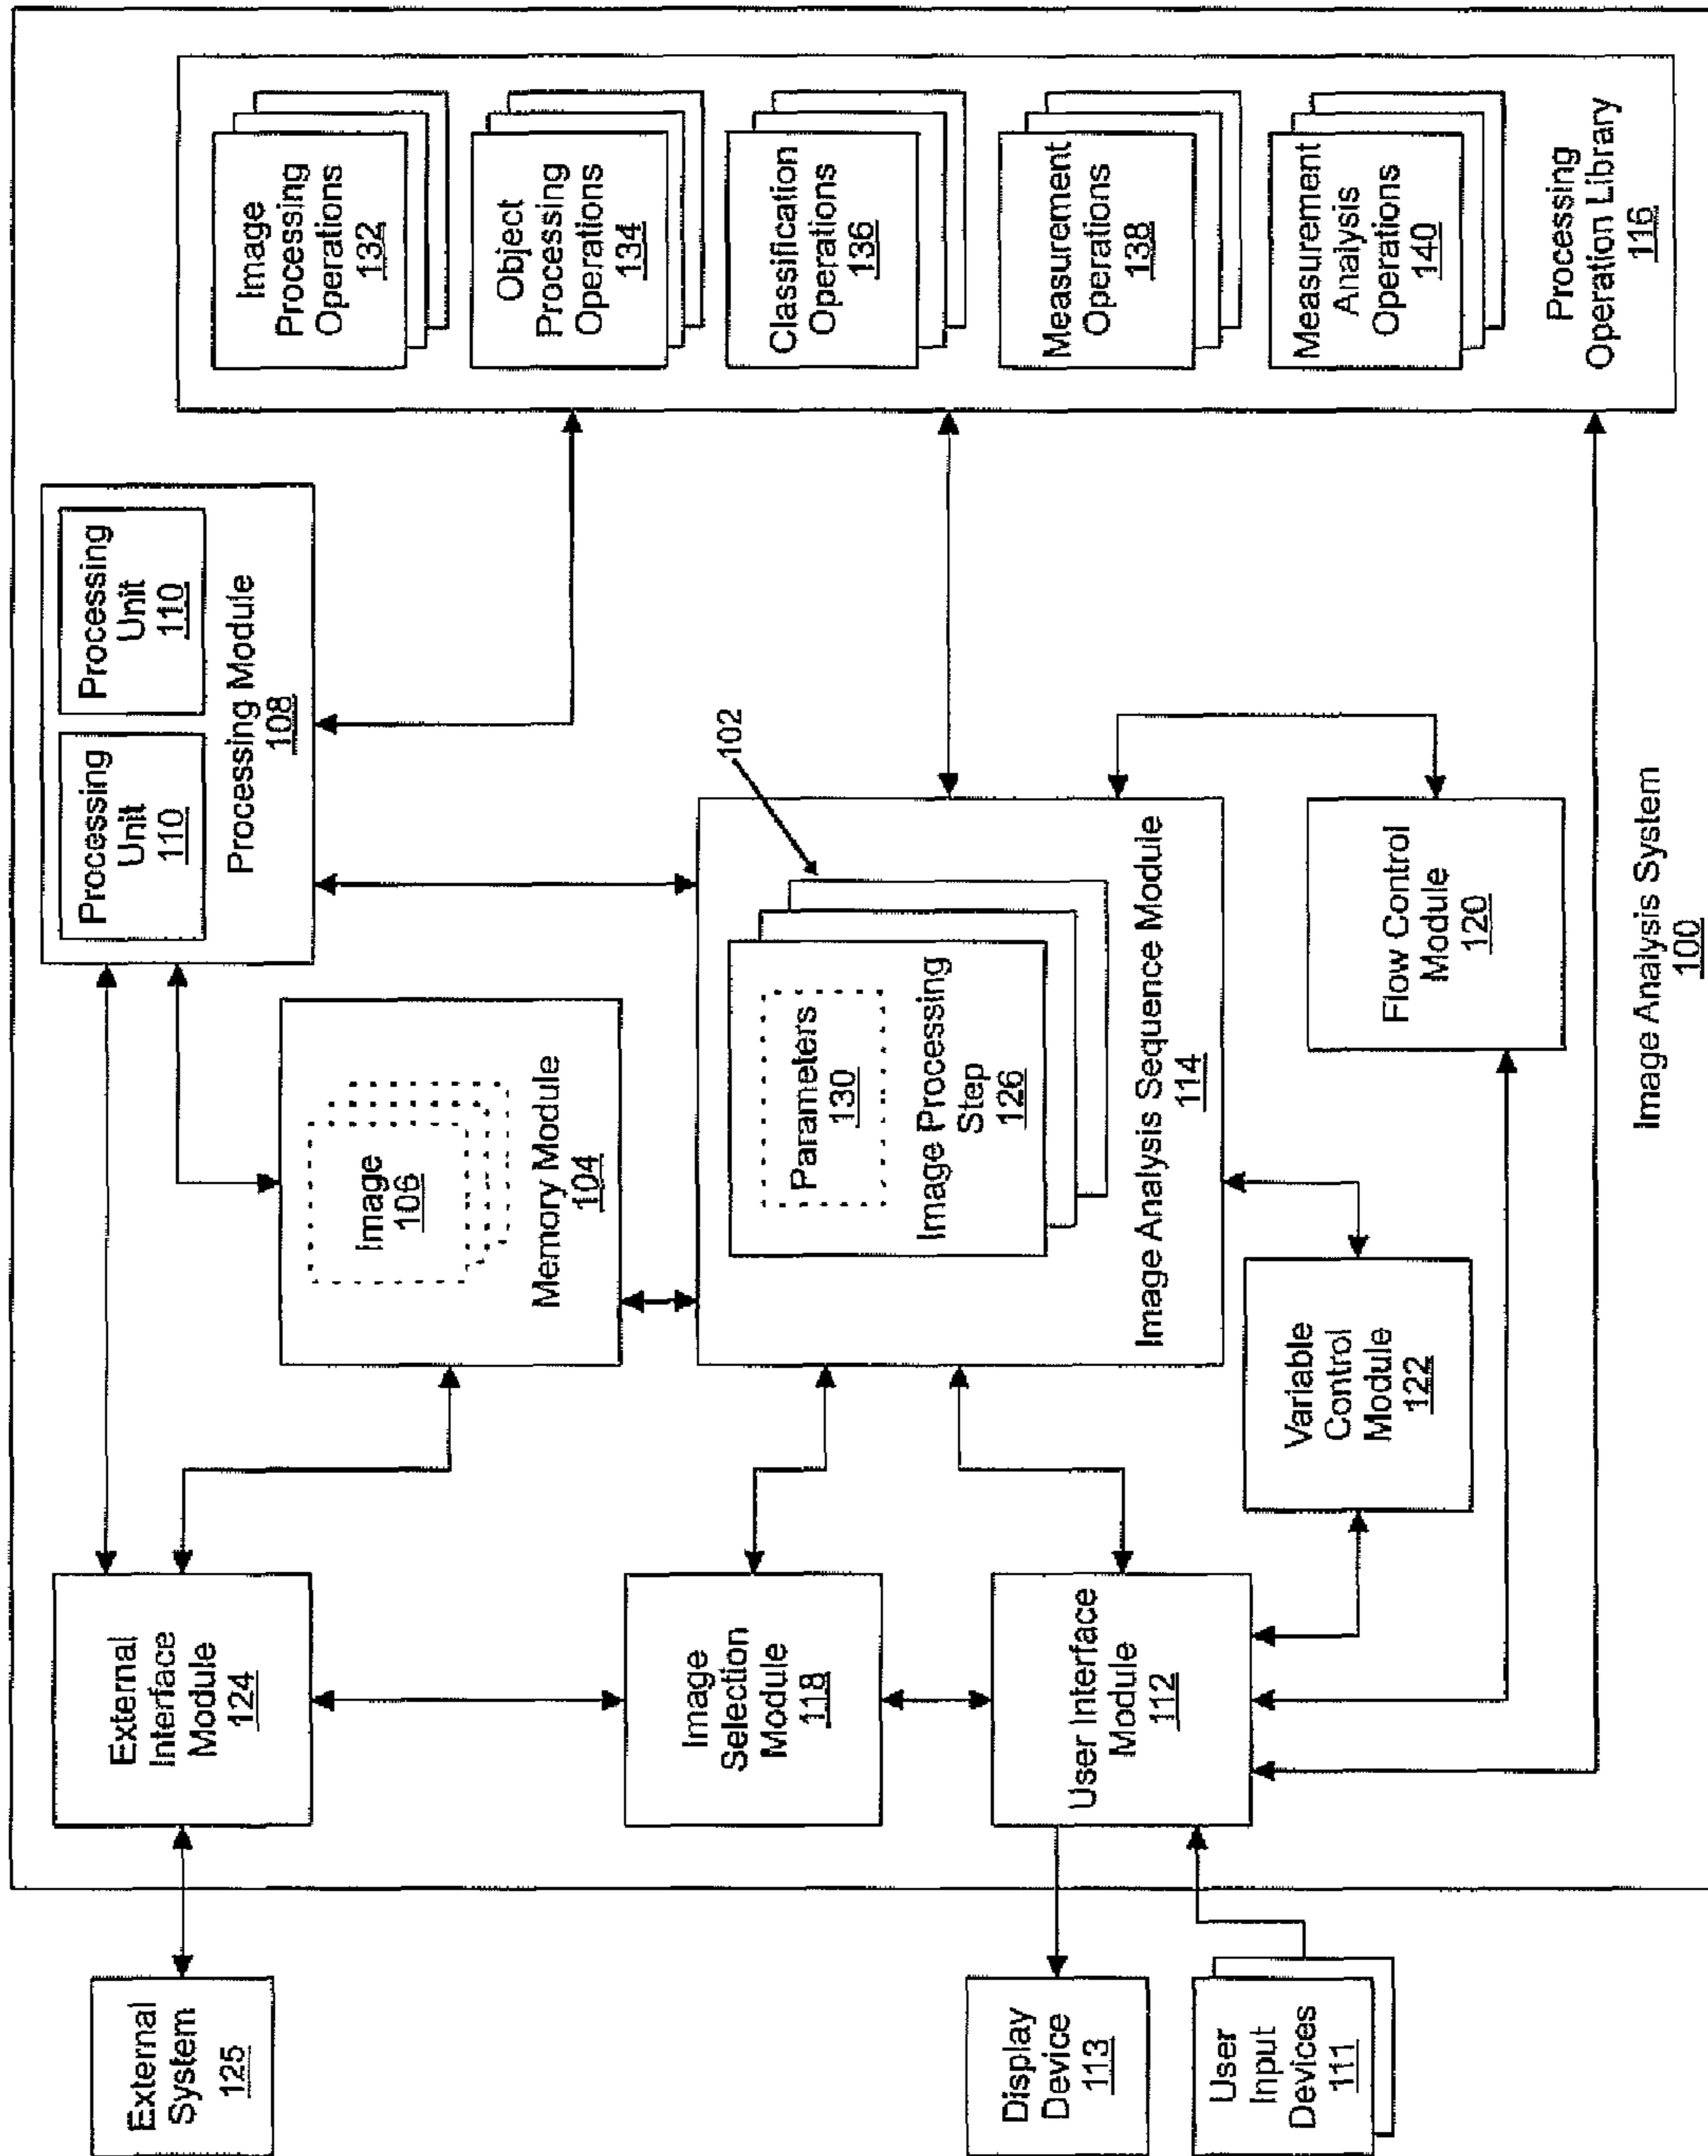 External
System
125
Display
Device
113
User
Input
Devices
111
External
Interface
Module
124
Image
Selection
Module
118
User Interface
Module
112
Image
106
Memory Module
104
Parameters
130
Image Processing
Step
126
Image Analysis Sequence Module
114
102
Variable
Control
Module
122
Flow Control
Module
120
Processing
Unit
110
Processing
Unit
110
Processing Module
108
Image
Processing
Operations
132
Object
Processing
Operations
134
Classification
Operations
136
Measurement
Operations
138
Measurement
Analysis
Operations
140
Processing
Operation Library
116
Image Analysis System
100